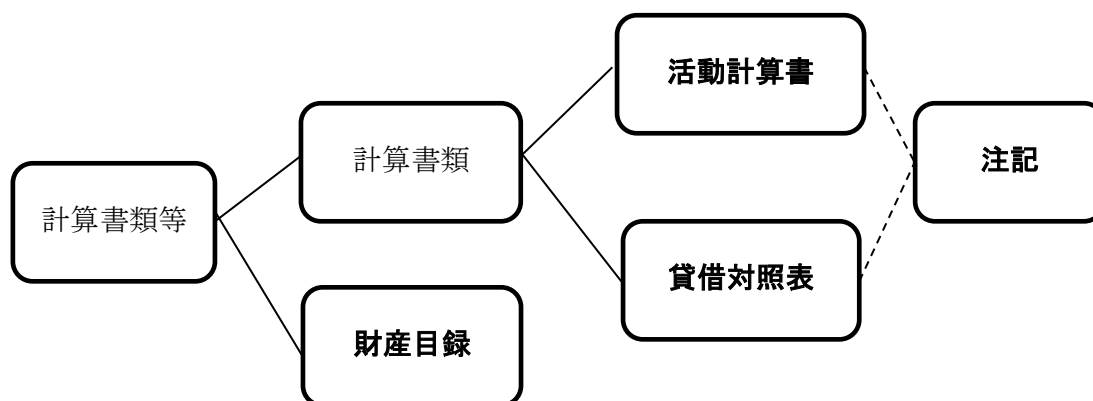 計算書類等
計算書類
財産目録
活動計算書
貸借対照表
注記